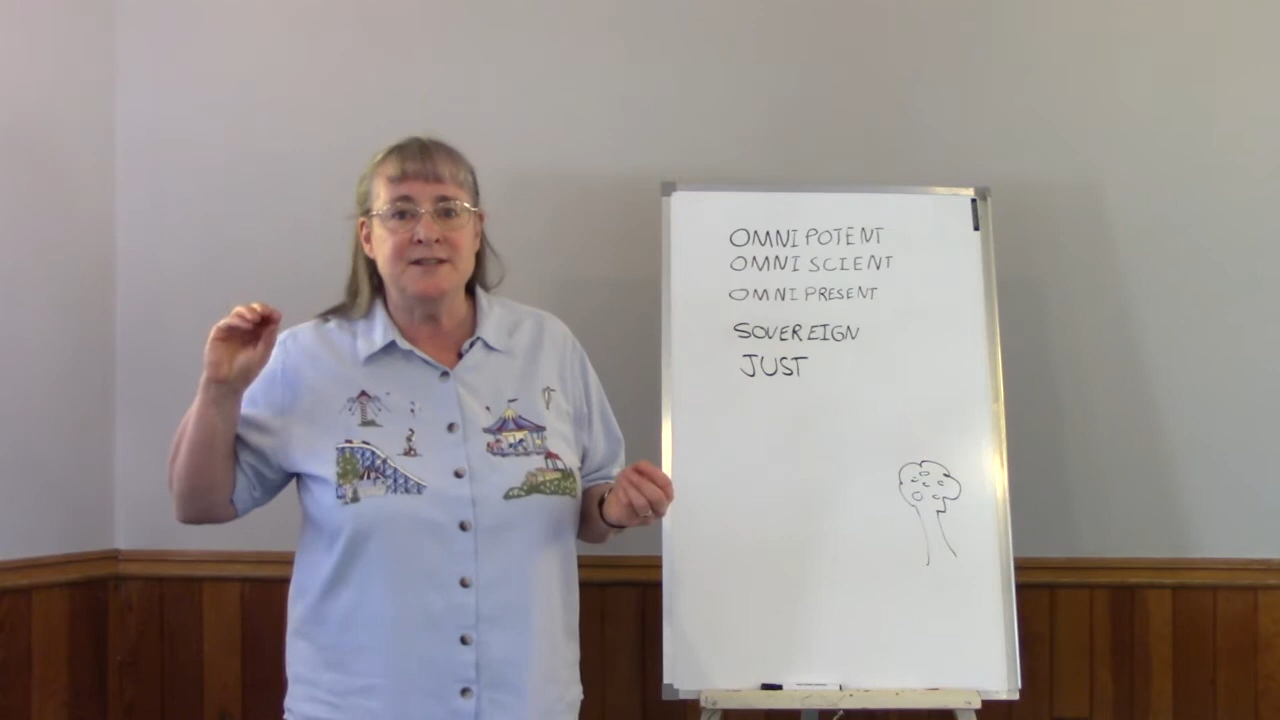 OMNIPOTENT
OMNISCIENT
OMNIPRESENT
SOVEREIGN
JUST